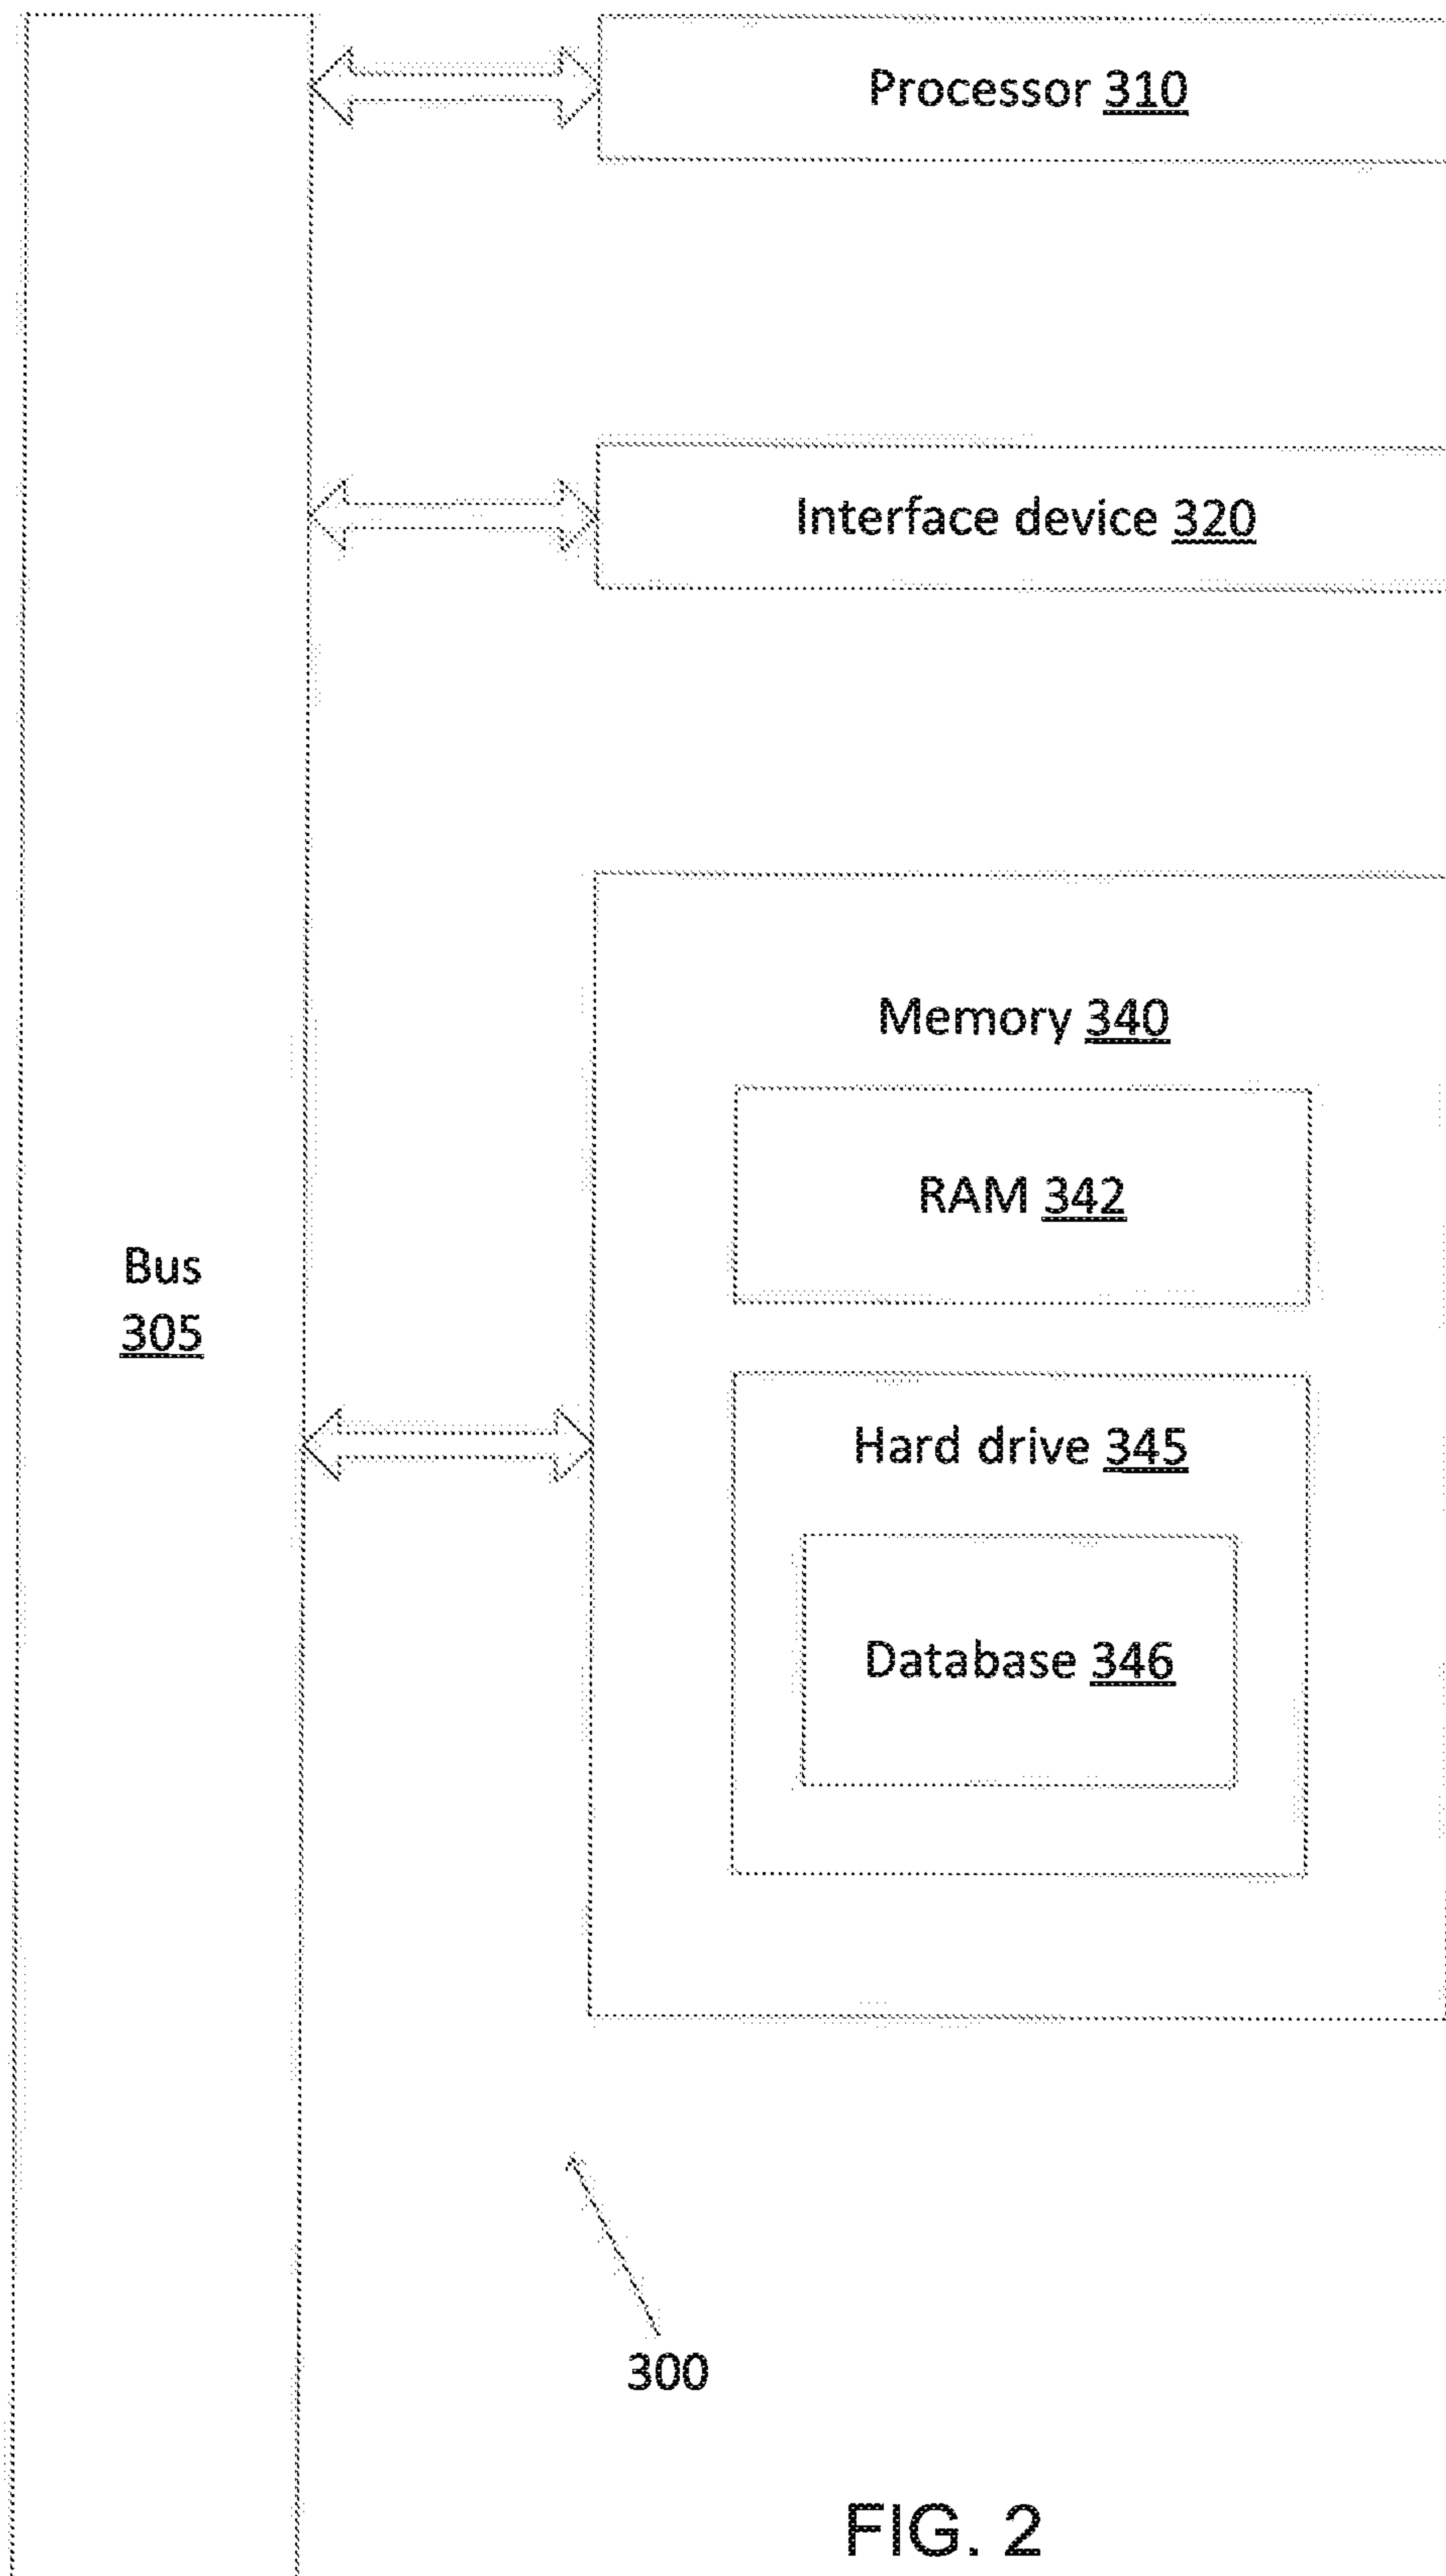 Processor 310
Interface device 320
Memory 340
RAM 342
Bus
305
Hard drive 345
Database 346
300
FIG. 2